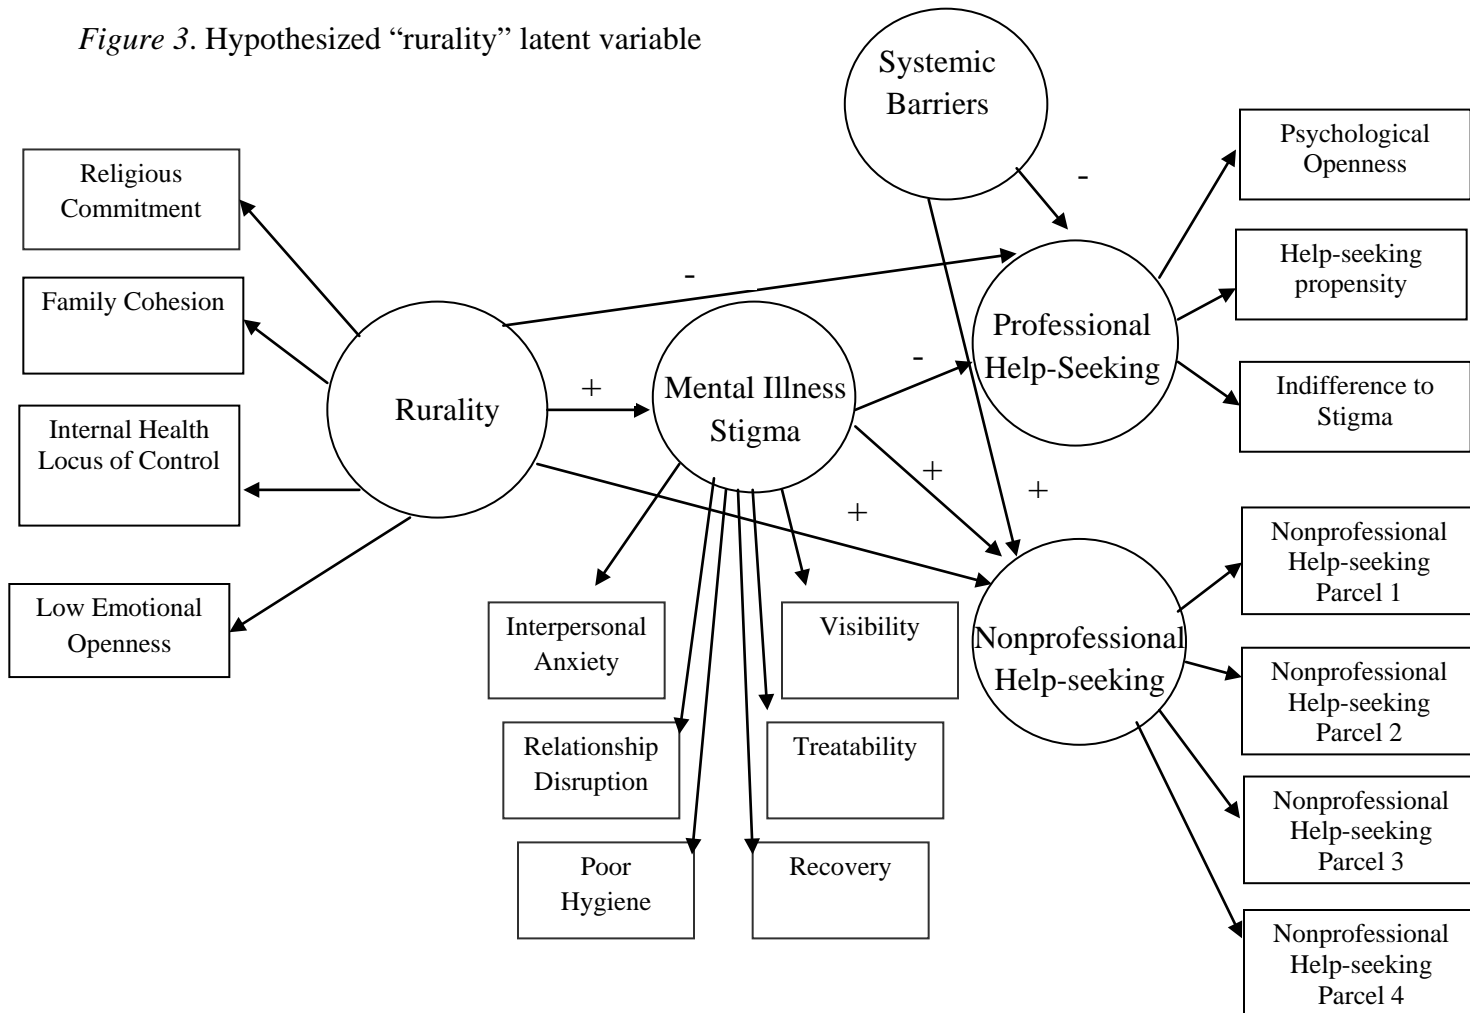 Figure 3. Hypothesized “rurality” latent variable
Systemic
Barriers
Psychological
Openness
Religious
Commitment
-
Help-seeking
propensity
Family Cohesion
-
Professional
Help-Seeking
-
Mental Illness
Stigma
+
Rurality
Indifference to
Stigma
Internal Health
Locus of Control
+
+
+
Nonprofessional
Help-seeking
Parcel 1
Low Emotional
Openness
Interpersonal
Anxiety
Visibility
Nonprofessional
Help-seeking
Nonprofessional
Help-seeking
Parcel 2
Relationship
Disruption
Treatability
Nonprofessional
Help-seeking
Parcel 3
Poor
Hygiene
Recovery
Nonprofessional
Help-seeking
Parcel 4